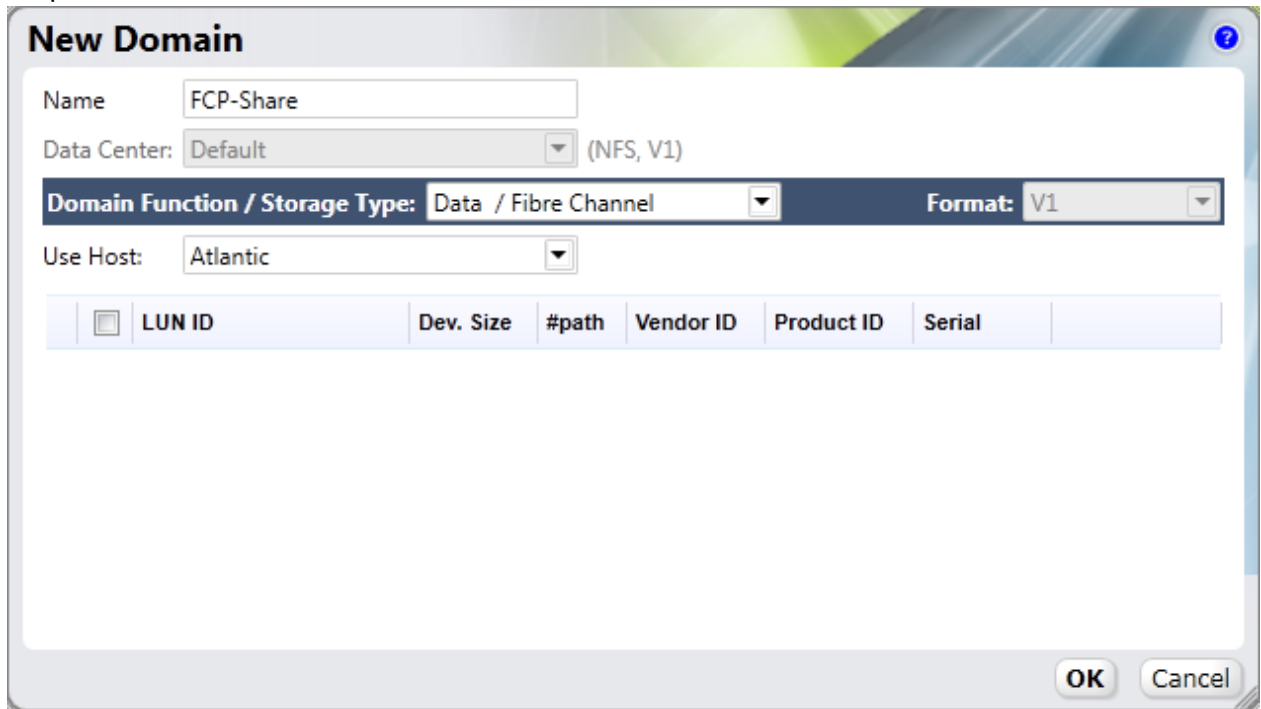 New Domain
?
Name FCP-Share
Data Center: Default (NFS, V1)
Domain Function / Storage Type: Data / Fibre Channel Format: V1
Use Host: Atlantic
LUN ID Dev. Size #path Vendor ID Product ID Serial
OK Cancel